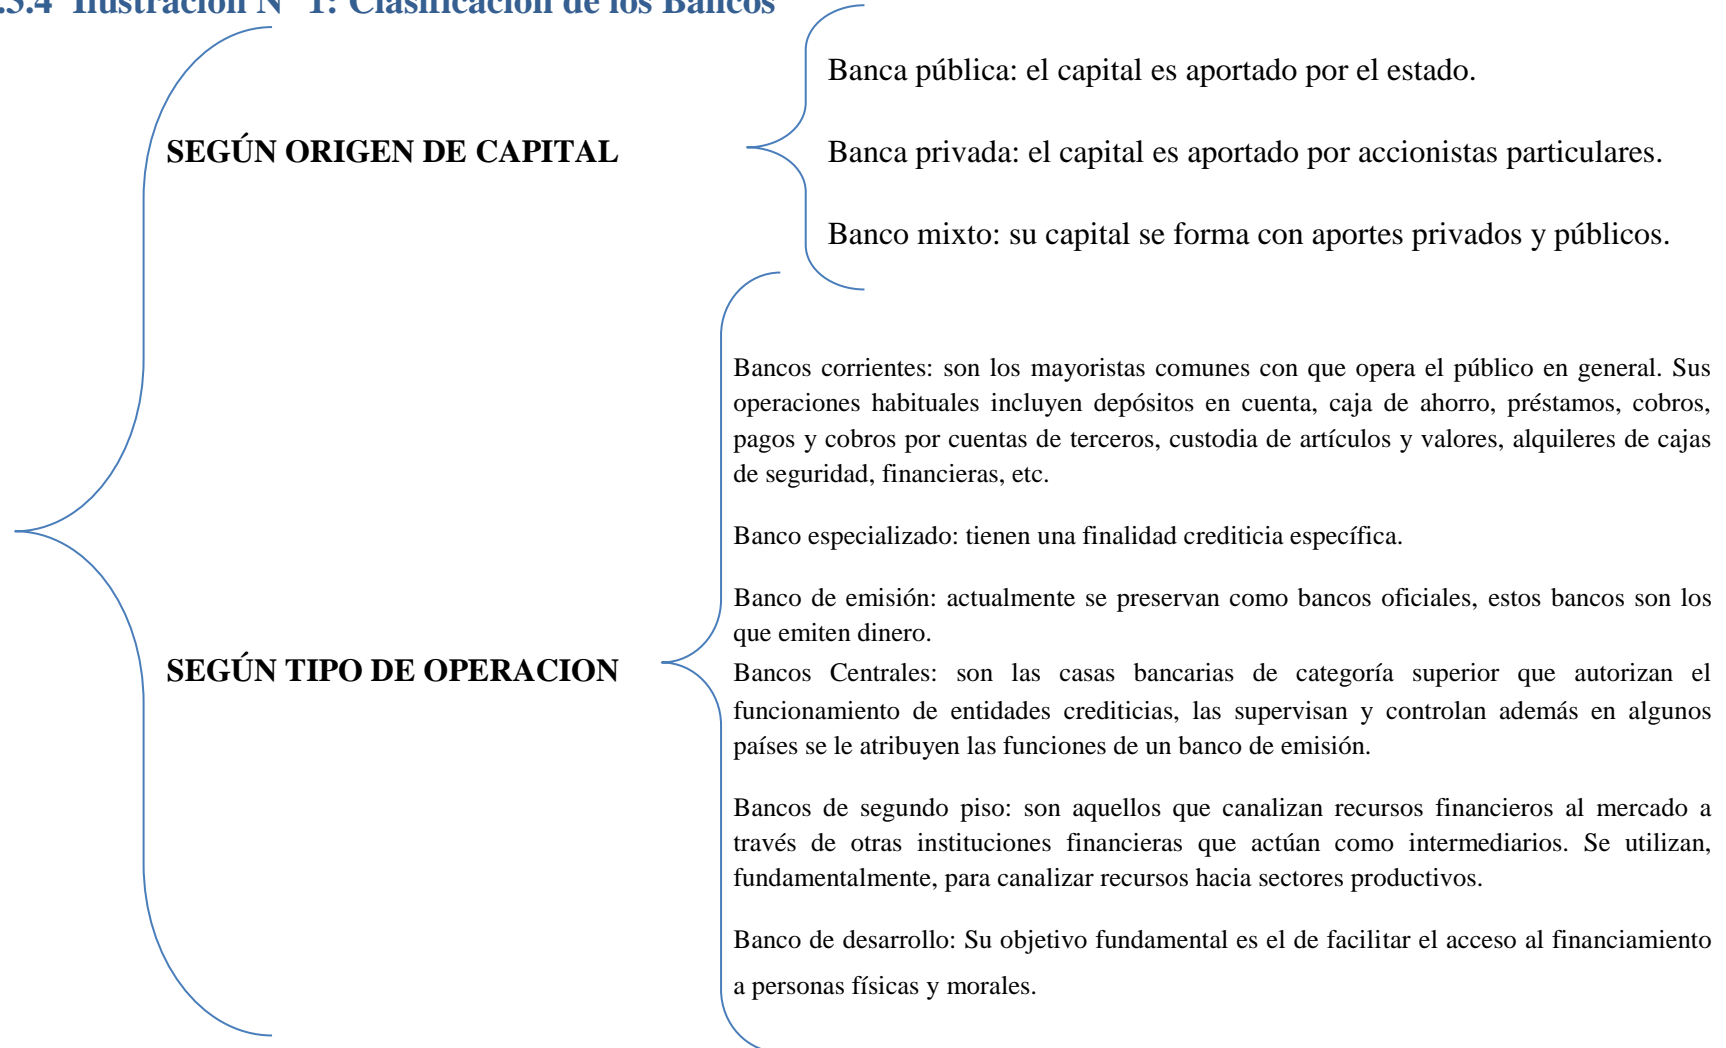 .3.4 Ilustración N° 1: Clasificación de los Bancos
Banca pública: el capital es aportado por el estado.
SEGÚN ORIGEN DE CAPITAL
Banca privada: el capital es aportado por accionistas particulares.
Banco mixto: su capital se forma con aportes privados y públicos.
Bancos corrientes: son los mayoristas comunes con que opera el público en general. Sus
operaciones habituales incluyen depósitos en cuenta, caja de ahorro, préstamos, cobros,
pagos y cobros por cuentas de terceros, custodia de artículos y valores, alquileres de cajas
de seguridad, financieras, etc.
Banco especializado: tienen una finalidad crediticia específica.
Banco de emisión: actualmente se preservan como bancos oficiales, estos bancos son los
que emiten dinero.
SEGÚN TIPO DE OPERACION
Bancos Centrales: son las casas bancarias de categoría superior que autorizan el
funcionamiento de entidades crediticias, las supervisan y controlan además en algunos
países se le atribuyen las funciones de un banco de emisión.
Bancos de segundo piso: son aquellos que canalizan recursos financieros al mercado a
través de otras instituciones financieras que actúan como intermediarios. Se utilizan,
fundamentalmente, para canalizar recursos hacia sectores productivos.
Banco de desarrollo: Su objetivo fundamental es el de facilitar el acceso al financiamiento
a personas físicas y morales.